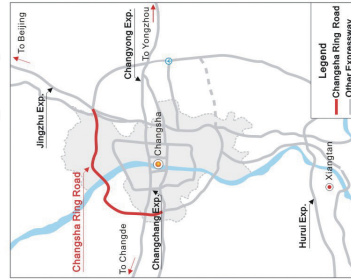 To Beijing
Jingzhu Exp.
Changsha Ring Road
To Changde
Changchang Exp.
Changsha
Changyong Exp.
To Yongzhou
Xiangtan
Hurui Exp.
Legend
Changsha Ring Road
Other Expressway